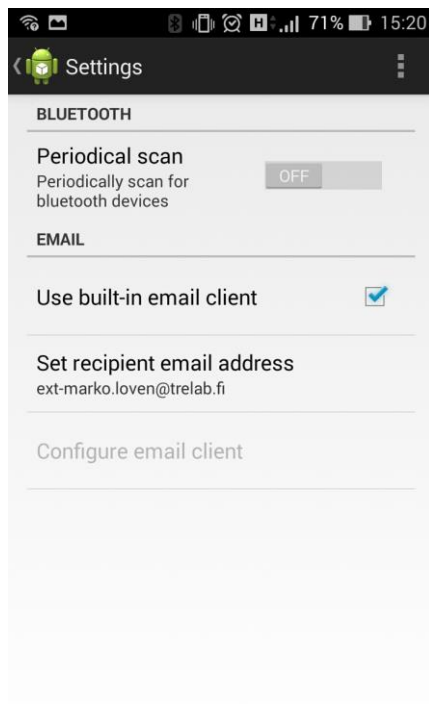 H 71% 15:20
Settings
BLUETOOTH
Periodical scan
Periodically scan for
bluetooth devices
OFF
EMAIL
Use built-in email client
Set recipient email address
ext-marko.loven@trelab.fi
Configure email client